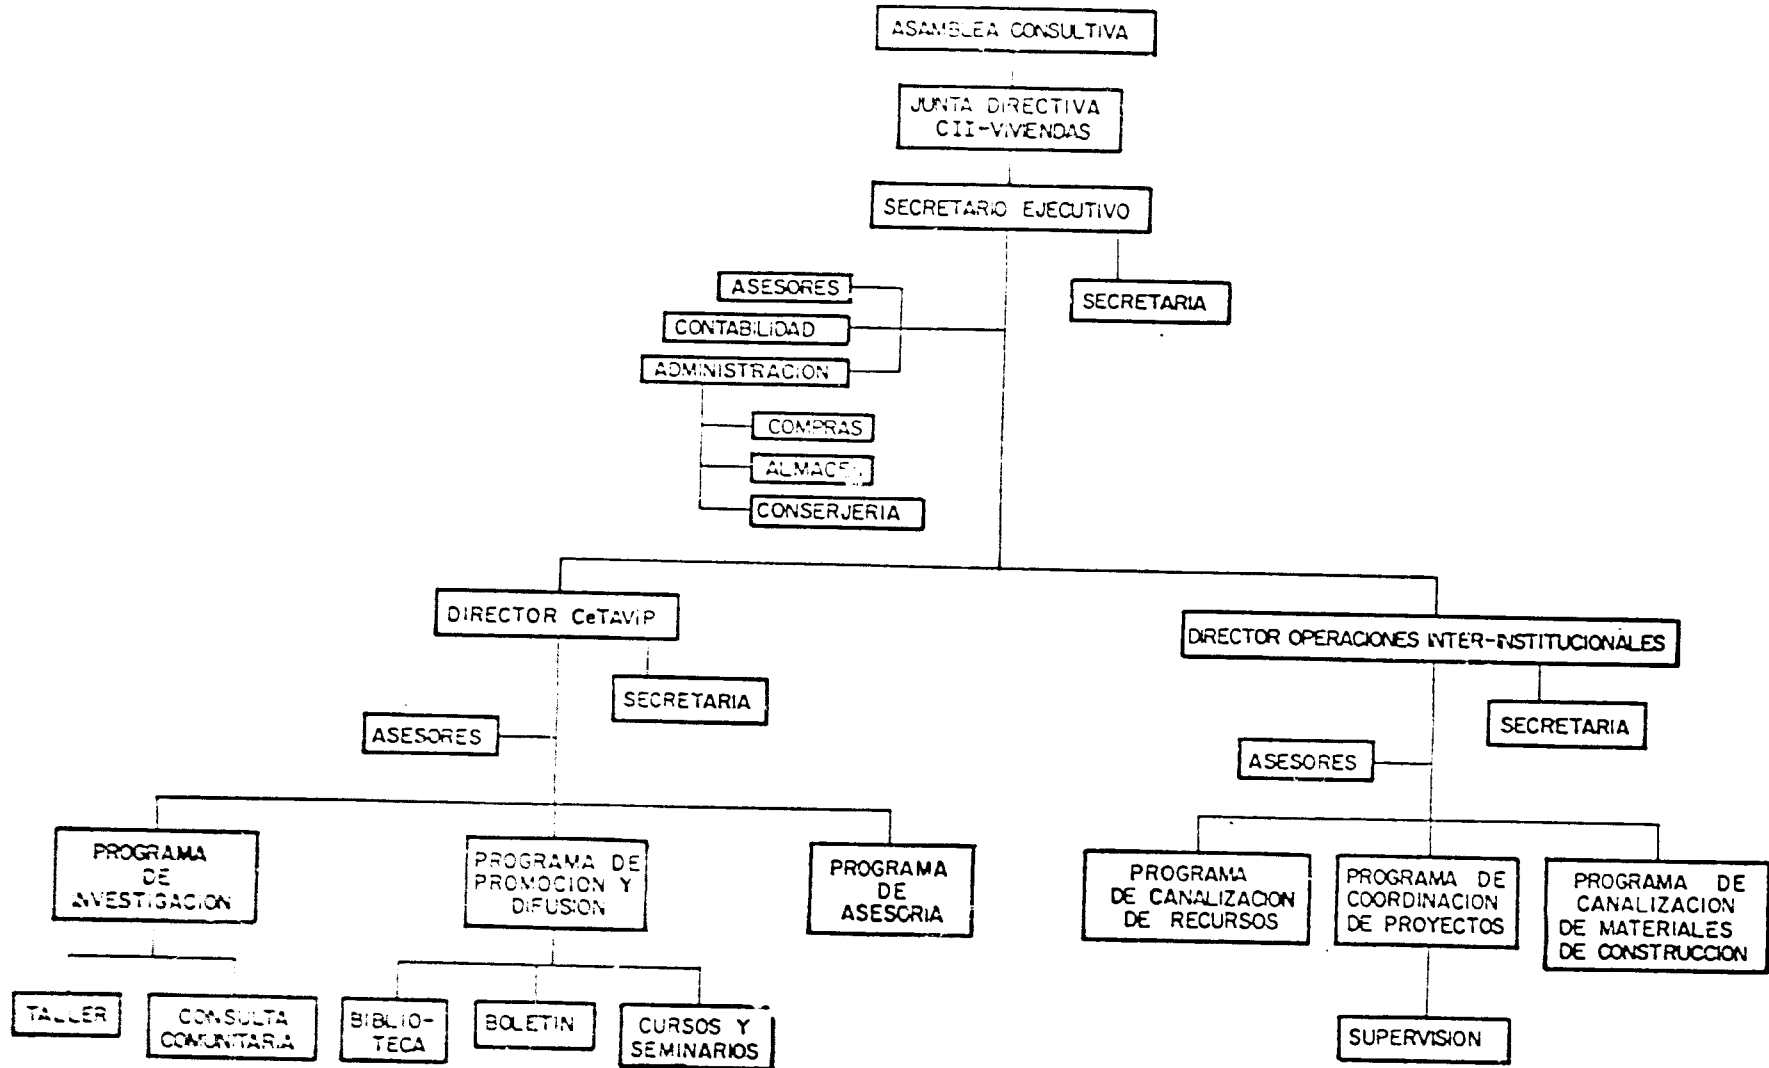 ASAMBLEA CONSULTIVA
JUNTA DIRECTIVA
CII-VIVIENDAS
SECRETARIO EJECUTIVO
SECRETARIA
ASESORES
CONTABILIDAD
ADMINISTRACION
COMPRAS
ALMACEN
CONSERJERIA
DIRECTOR CeTAViP
SECRETARIA
ASESORES
DIRECTOR OPERACIONES INTER-INSTITUCIONALES
SECRETARIA
ASESORES
PROGRAMA
DE
INVESTIGACION
PROGRAMA DE
PROMOCION Y
DIFUSION
PROGRAMA
DE
ASESORIA
PROGRAMA
DE CANALIZACION
DE RECURSOS
PROGRAMA DE
COORDINACION
DE PROYECTOS
PROGRAMA DE
CANALIZACION
DE MATERIALES
DE CONSTRUCCION
TALLER
CONSULTA
COMUNITARIA
BIBLIO-
TECA
BOLETIN
CURSOS Y
SEMINARIOS
SUPERVISION